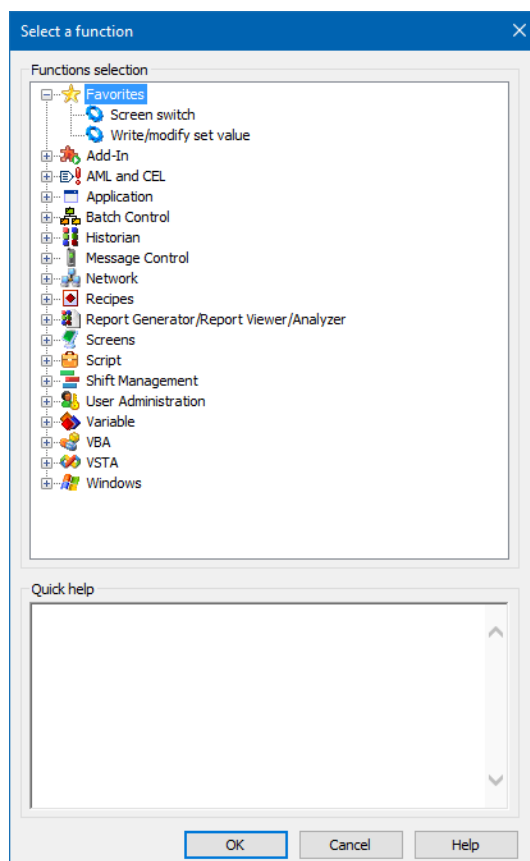 Select a function
Functions selection
Favorites
Screen switch
Write/modify set value
Add-In
AML and CEL
Application
Batch Control
Historian
Message Control
Network
Recipes
Report Generator/Report Viewer/Analyzer
Screens
Script
Shift Management
User Administration
Variable
VBA
VSTA
Windows
Quick help
OK Cancel Help